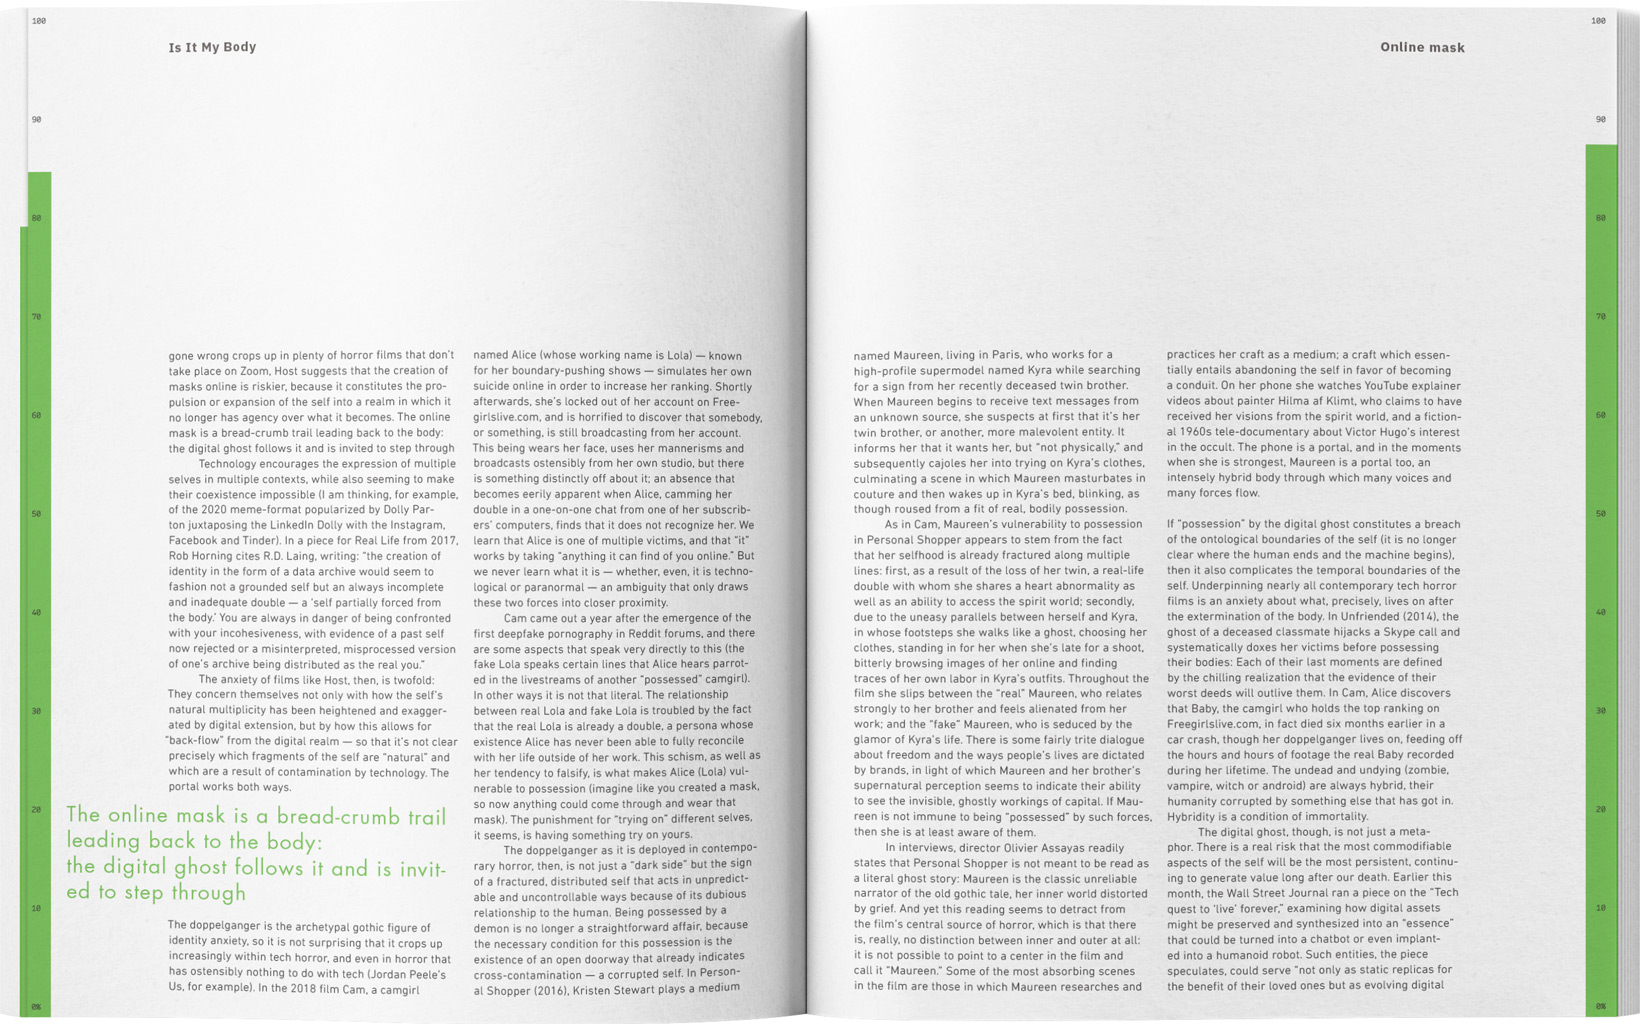 100
Is It My Body
90
80
70
60
50
40
30
20
10
0%
gone wrong crops up in plenty of horror films that don't
take place on Zoom, Host suggests that the creation of
masks online is riskier, because it constitutes the pro-
pulsion or expansion of the self into a realm in which it
no longer has agency over what it becomes. The online
mask is a bread-crumb trail leading back to the body:
the digital ghost follows it and is invited to step through
Technology encourages the expression of multiple
selves in multiple contexts, while also seeming to make
their coexistence impossible (I am thinking, for example,
of the 2020 meme-format popularized by Dolly Par-
ton juxtaposing the LinkedIn Dolly with the Instagram,
Facebook and Tinder). In a piece for Real Life from 2017,
Rob Horning cites R.D. Laing, writing: "the creation of
identity in the form of a data archive would seem to
fashion not a grounded self but an always incomplete
and inadequate double — a 'self partially forced from
the body.' You are always in danger of being confronted
with your incohesiveness, with evidence of a past self
now rejected or a misinterpreted, misprocessed version
of one's archive being distributed as the real you."
The anxiety of films like Host, then, is twofold:
They concern themselves not only with how the self's
natural multiplicity has been heightened and exagger-
ated by digital extension, but by how this allows for
"back-flow" from the digital realm — so that it's not clear
precisely which fragments of the self are "natural" and
which are a result of contamination by technology. The
portal works both ways.
The online mask is a bread-crumb trail
leading back to the body:
the digital ghost follows it and is invit-
ed to step through
The doppelganger is the archetypal gothic figure of
identity anxiety, so it is not surprising that it crops up
increasingly within tech horror, and even in horror that
has ostensibly nothing to do with tech (Jordan Peele's
Us, for example). In the 2018 film Cam, a camgirl
named Alice (whose working name is Lola) — known
for her boundary-pushing shows — simulates her own
suicide online in order to increase her ranking. Shortly
afterwards, she's locked out of her account on Free-
girlslive.com, and is horrified to discover that somebody,
or something, is still broadcasting from her account.
This being wears her face, uses her mannerisms and
broadcasts ostensibly from her own studio, but there
is something distinctly off about it; an absence that
becomes eerily apparent when Alice, camming her
double in a one-on-one chat from one of her subscrib-
ers' computers, finds that it does not recognize her. We
learn that Alice is one of multiple victims, and that "it"
works by taking "anything it can find of you online." But
we never learn what it is — whether, even, it is techno-
logical or paranormal — an ambiguity that only draws
these two forces into closer proximity.
Cam came out a year after the emergence of the
first deepfake pornography in Reddit forums, and there
are some aspects that speak very directly to this (the
fake Lola speaks certain lines that Alice hears parrot-
ed in the livestreams of another "possessed" camgirl).
In other ways it is not that literal. The relationship
between real Lola and fake Lola is troubled by the fact
that the real Lola is already a double, a persona whose
existence Alice has never been able to fully reconcile
with her life outside of her work. This schism, as well as
her tendency to falsify, is what makes Alice (Lola) vul-
nerable to possession (imagine like you created a mask,
so now anything could come through and wear that
mask). The punishment for "trying on" different selves,
it seems, is having something try on yours.
The doppelganger as it is deployed in contempo-
rary horror, then, is not just a "dark side" but the sign
of a fractured, distributed self that acts in unpredict-
able and uncontrollable ways because of its dubious
relationship to the human. Being possessed by a
demon is no longer a straightforward affair, because
the necessary condition for this possession is the
existence of an open doorway that already indicates
cross-contamination — a corrupted self. In Person-
al Shopper (2016), Kristen Stewart plays a medium
Online mask
100
90
80
70
60
50
40
30
20
10
0%
named Maureen, living in Paris, who works for a
high-profile supermodel named Kyra while searching
for a sign from her recently deceased twin brother.
When Maureen begins to receive text messages from
an unknown source, she suspects at first that it's her
twin brother, or another, more malevolent entity. It
informs her that it wants her, but "not physically," and
subsequently cajoles her into trying on Kyra's clothes,
culminating a scene in which Maureen masturbates in
couture and then wakes up in Kyra's bed, blinking, as
though roused from a fit of real, bodily possession.
As in Cam, Maureen's vulnerability to possession
in Personal Shopper appears to stem from the fact
that her selfhood is already fractured along multiple
lines: first, as a result of the loss of her twin, a real-life
double with whom she shares a heart abnormality as
well as an ability to access the spirit world; secondly,
due to the uneasy parallels between herself and Kyra,
in whose footsteps she walks like a ghost, choosing her
clothes, standing in for her when she's late for a shoot,
bitterly browsing images of her online and finding
traces of her own labor in Kyra's outfits. Throughout the
film she slips between the "real" Maureen, who relates
strongly to her brother and feels alienated from her
work; and the "fake" Maureen, who is seduced by the
glamor of Kyra's life. There is some fairly trite dialogue
about freedom and the ways people's lives are dictated
by brands, in light of which Maureen and her brother's
supernatural perception seems to indicate their ability
to see the invisible, ghostly workings of capital. If Mau-
reen is not immune to being "possessed" by such forces,
then she is at least aware of them.
In interviews, director Olivier Assayas readily
states that Personal Shopper is not meant to be read as
a literal ghost story: Maureen is the classic unreliable
narrator of the old gothic tale, her inner world distorted
by grief. And yet this reading seems to detract from
the film's central source of horror, which is that there
is, really, no distinction between inner and outer at all:
it is not possible to point to a center in the film and
call it "Maureen." Some of the most absorbing scenes
in the film are those in which Maureen researches and
practices her craft as a medium; a craft which essen-
tially entails abandoning the self in favor of becoming
a conduit. On her phone she watches YouTube explainer
videos about painter Hilma af Klimt, who claims to have
received her visions from the spirit world, and a fiction-
al 1960s tele-documentary about Victor Hugo's interest
in the occult. The phone is a portal, and in the moments
when she is strongest, Maureen is a portal too, an
intensely hybrid body through which many voices and
many forces flow.
If "possession" by the digital ghost constitutes a breach
of the ontological boundaries of the self (it is no longer
clear where the human ends and the machine begins),
then it also complicates the temporal boundaries of the
self. Underpinning nearly all contemporary tech horror
films is an anxiety about what, precisely, lives on after
the extermination of the body. In Unfriended (2014), the
ghost of a deceased classmate hijacks a Skype call and
systematically doxes her victims before possessing
their bodies: Each of their last moments are defined
by the chilling realization that the evidence of their
worst deeds will outlive them. In Cam, Alice discovers
that Baby, the camgirl who holds the top ranking on
Freegirlslive.com, in fact died six months earlier in a
car crash, though her doppelganger lives on, feeding off
the hours and hours of footage the real Baby recorded
during her lifetime. The undead and undying (zombie,
vampire, witch or android) are always hybrid, their
humanity corrupted by something else that has got in.
Hybridity is a condition of immortality.
The digital ghost, though, is not just a meta-
phor. There is a real risk that the most commodifiable
aspects of the self will be the most persistent, continu-
ing to generate value long after our death. Earlier this
month, the Wall Street Journal ran a piece on the "Tech
quest to 'live' forever," examining how digital assets
might be preserved and synthesized into an "essence"
that could be turned into a chatbot or even implant-
ed into a humanoid robot. Such entities, the piece
speculates, could serve "not only as static replicas for
the benefit of their loved ones but as evolving digital